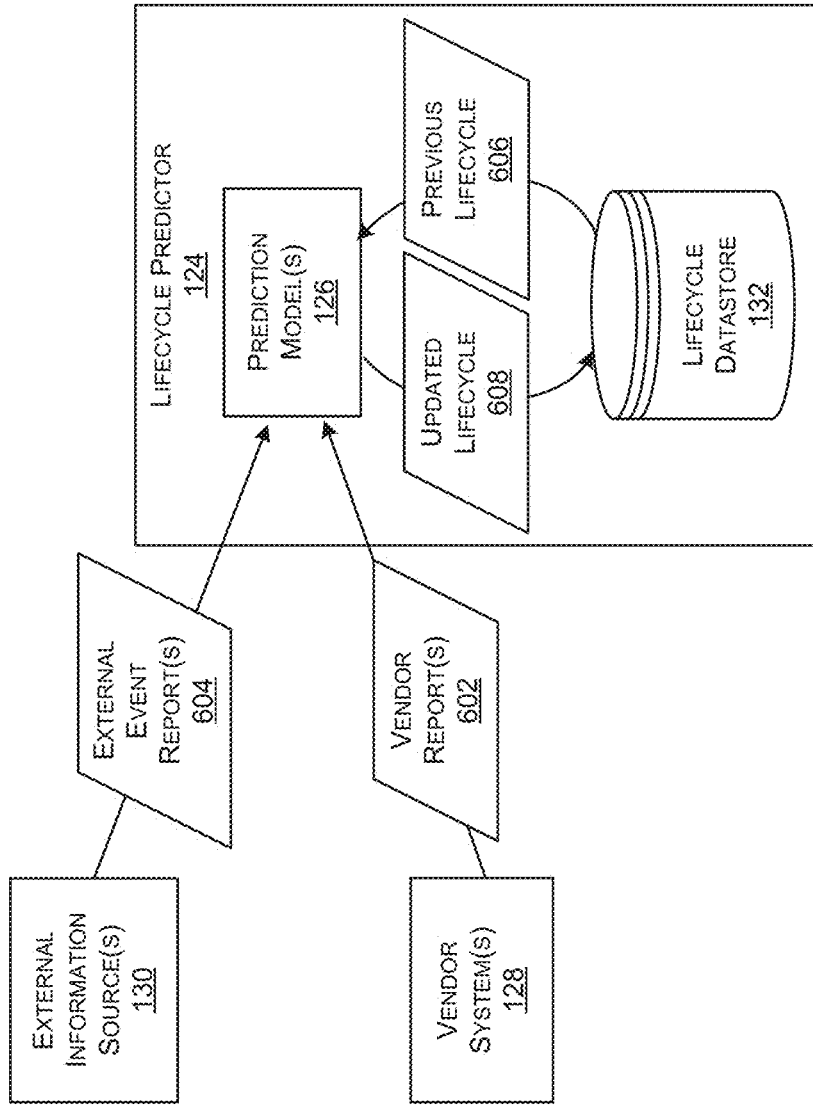 EXTERNAL
INFORMATION
SOURCE(S)
130
EXTERNAL
EVENT
REPORT(S)
604
VENDOR
SYSTEM(S)
128
VENDOR
REPORT(S)
602
LIFECYCLE PREDICTOR
124
PREDICTION
MODEL(S)
126
UPDATED
LIFECYCLE
608
PREVIOUS
LIFECYCLE
606
LIFECYCLE
DATASTORE
132